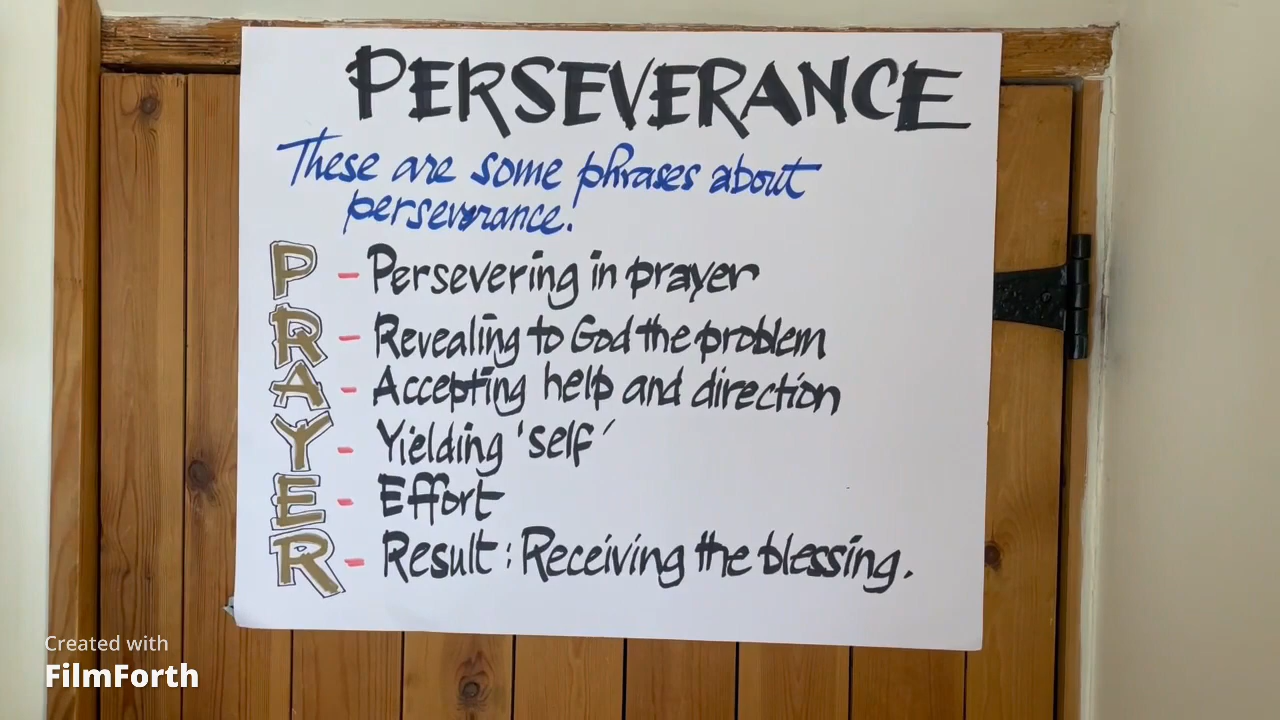 PERSEVERANCE
These are some phrases about
perseverance.
P - Persevering in prayer
R - Revealing to God the problem
A - Accepting help and direction
Y - Yielding 'self'
E - Effort
R - Result : Receiving the blessing.
Created with
FilmForth